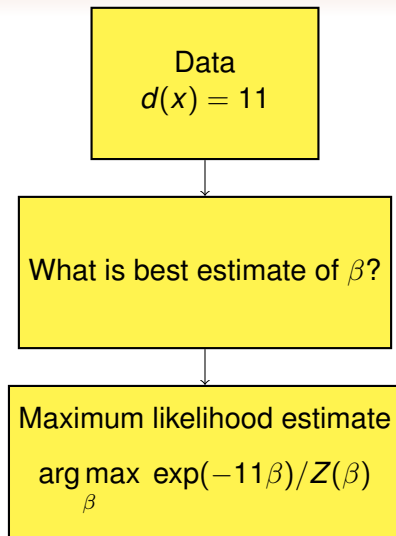 Data
d(x) = 11
What is best estimate of β?
Maximum likelihood estimate
arg max exp(−11β)/Z(β)
β